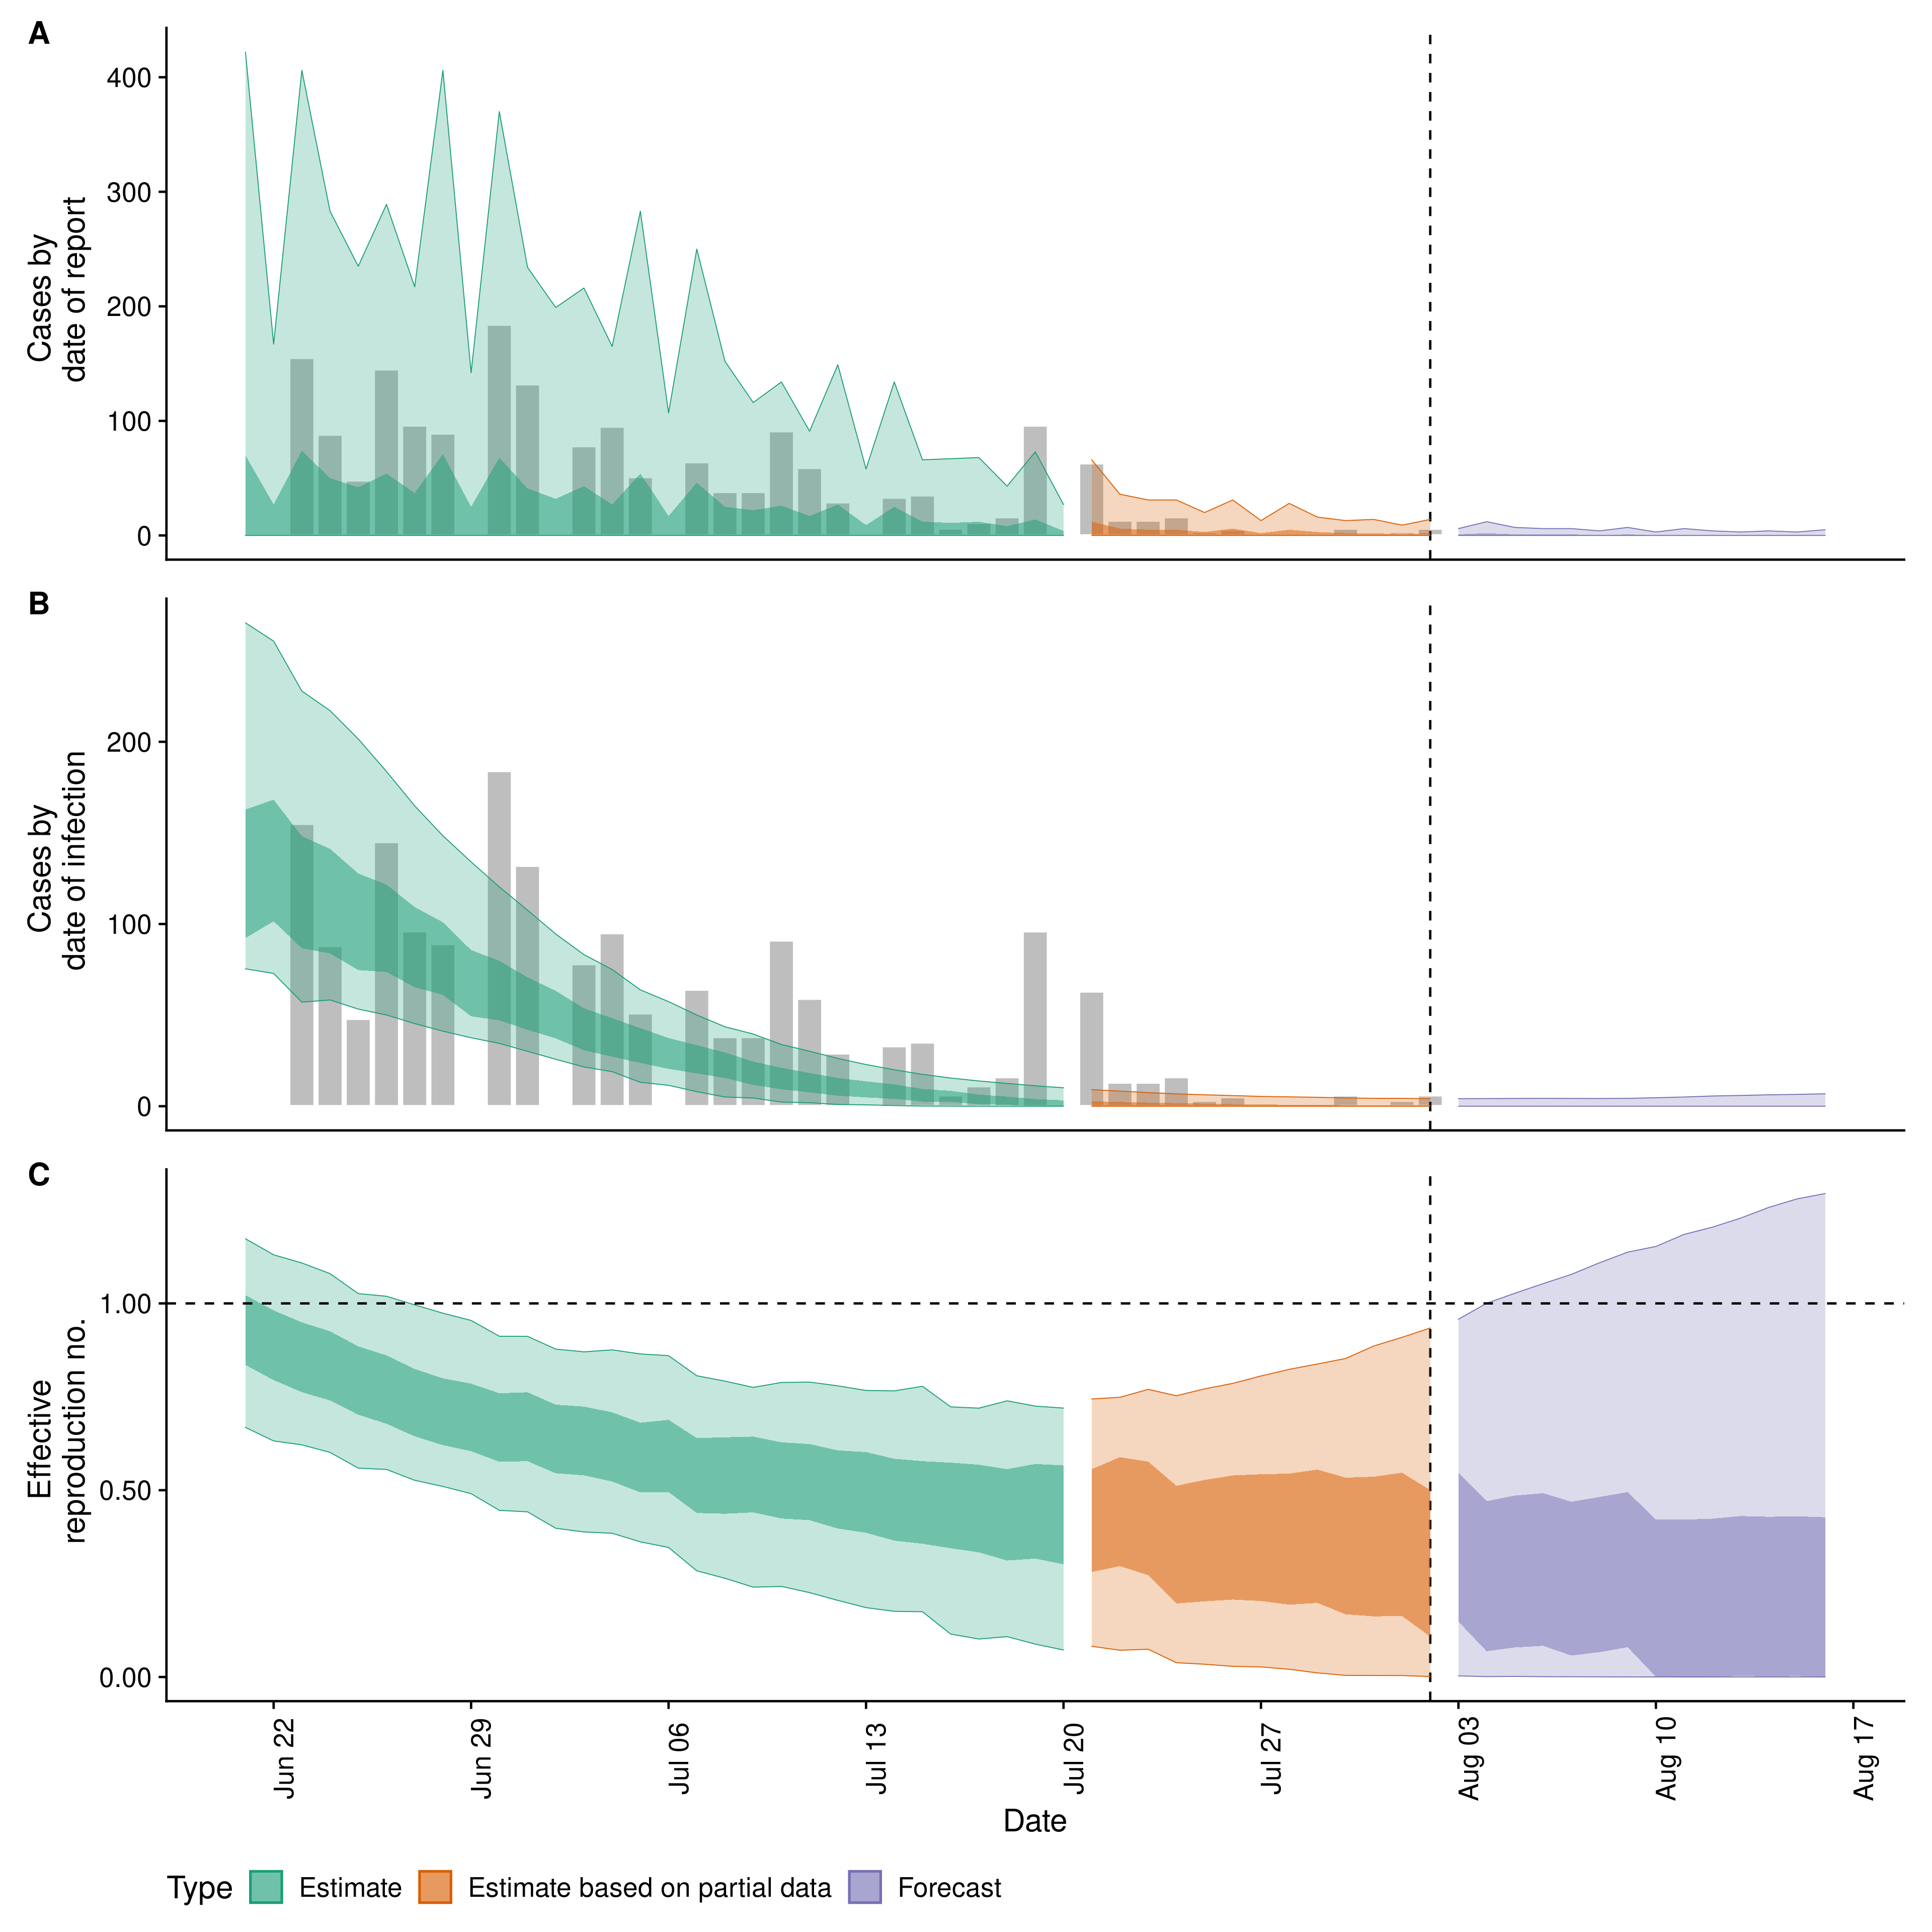 A
400
300
200
100
0
Cases by
date of report
B
200
100
0
Cases by
date of infection
C
1.00
0.50
0.00
Effective
reproduction no.
Jun 22
Jun 29
Jul 06
Jul 13
Jul 20
Jul 27
Aug 03
Aug 10
Aug 17
Date
Type Estimate Estimate based on partial data Forecast